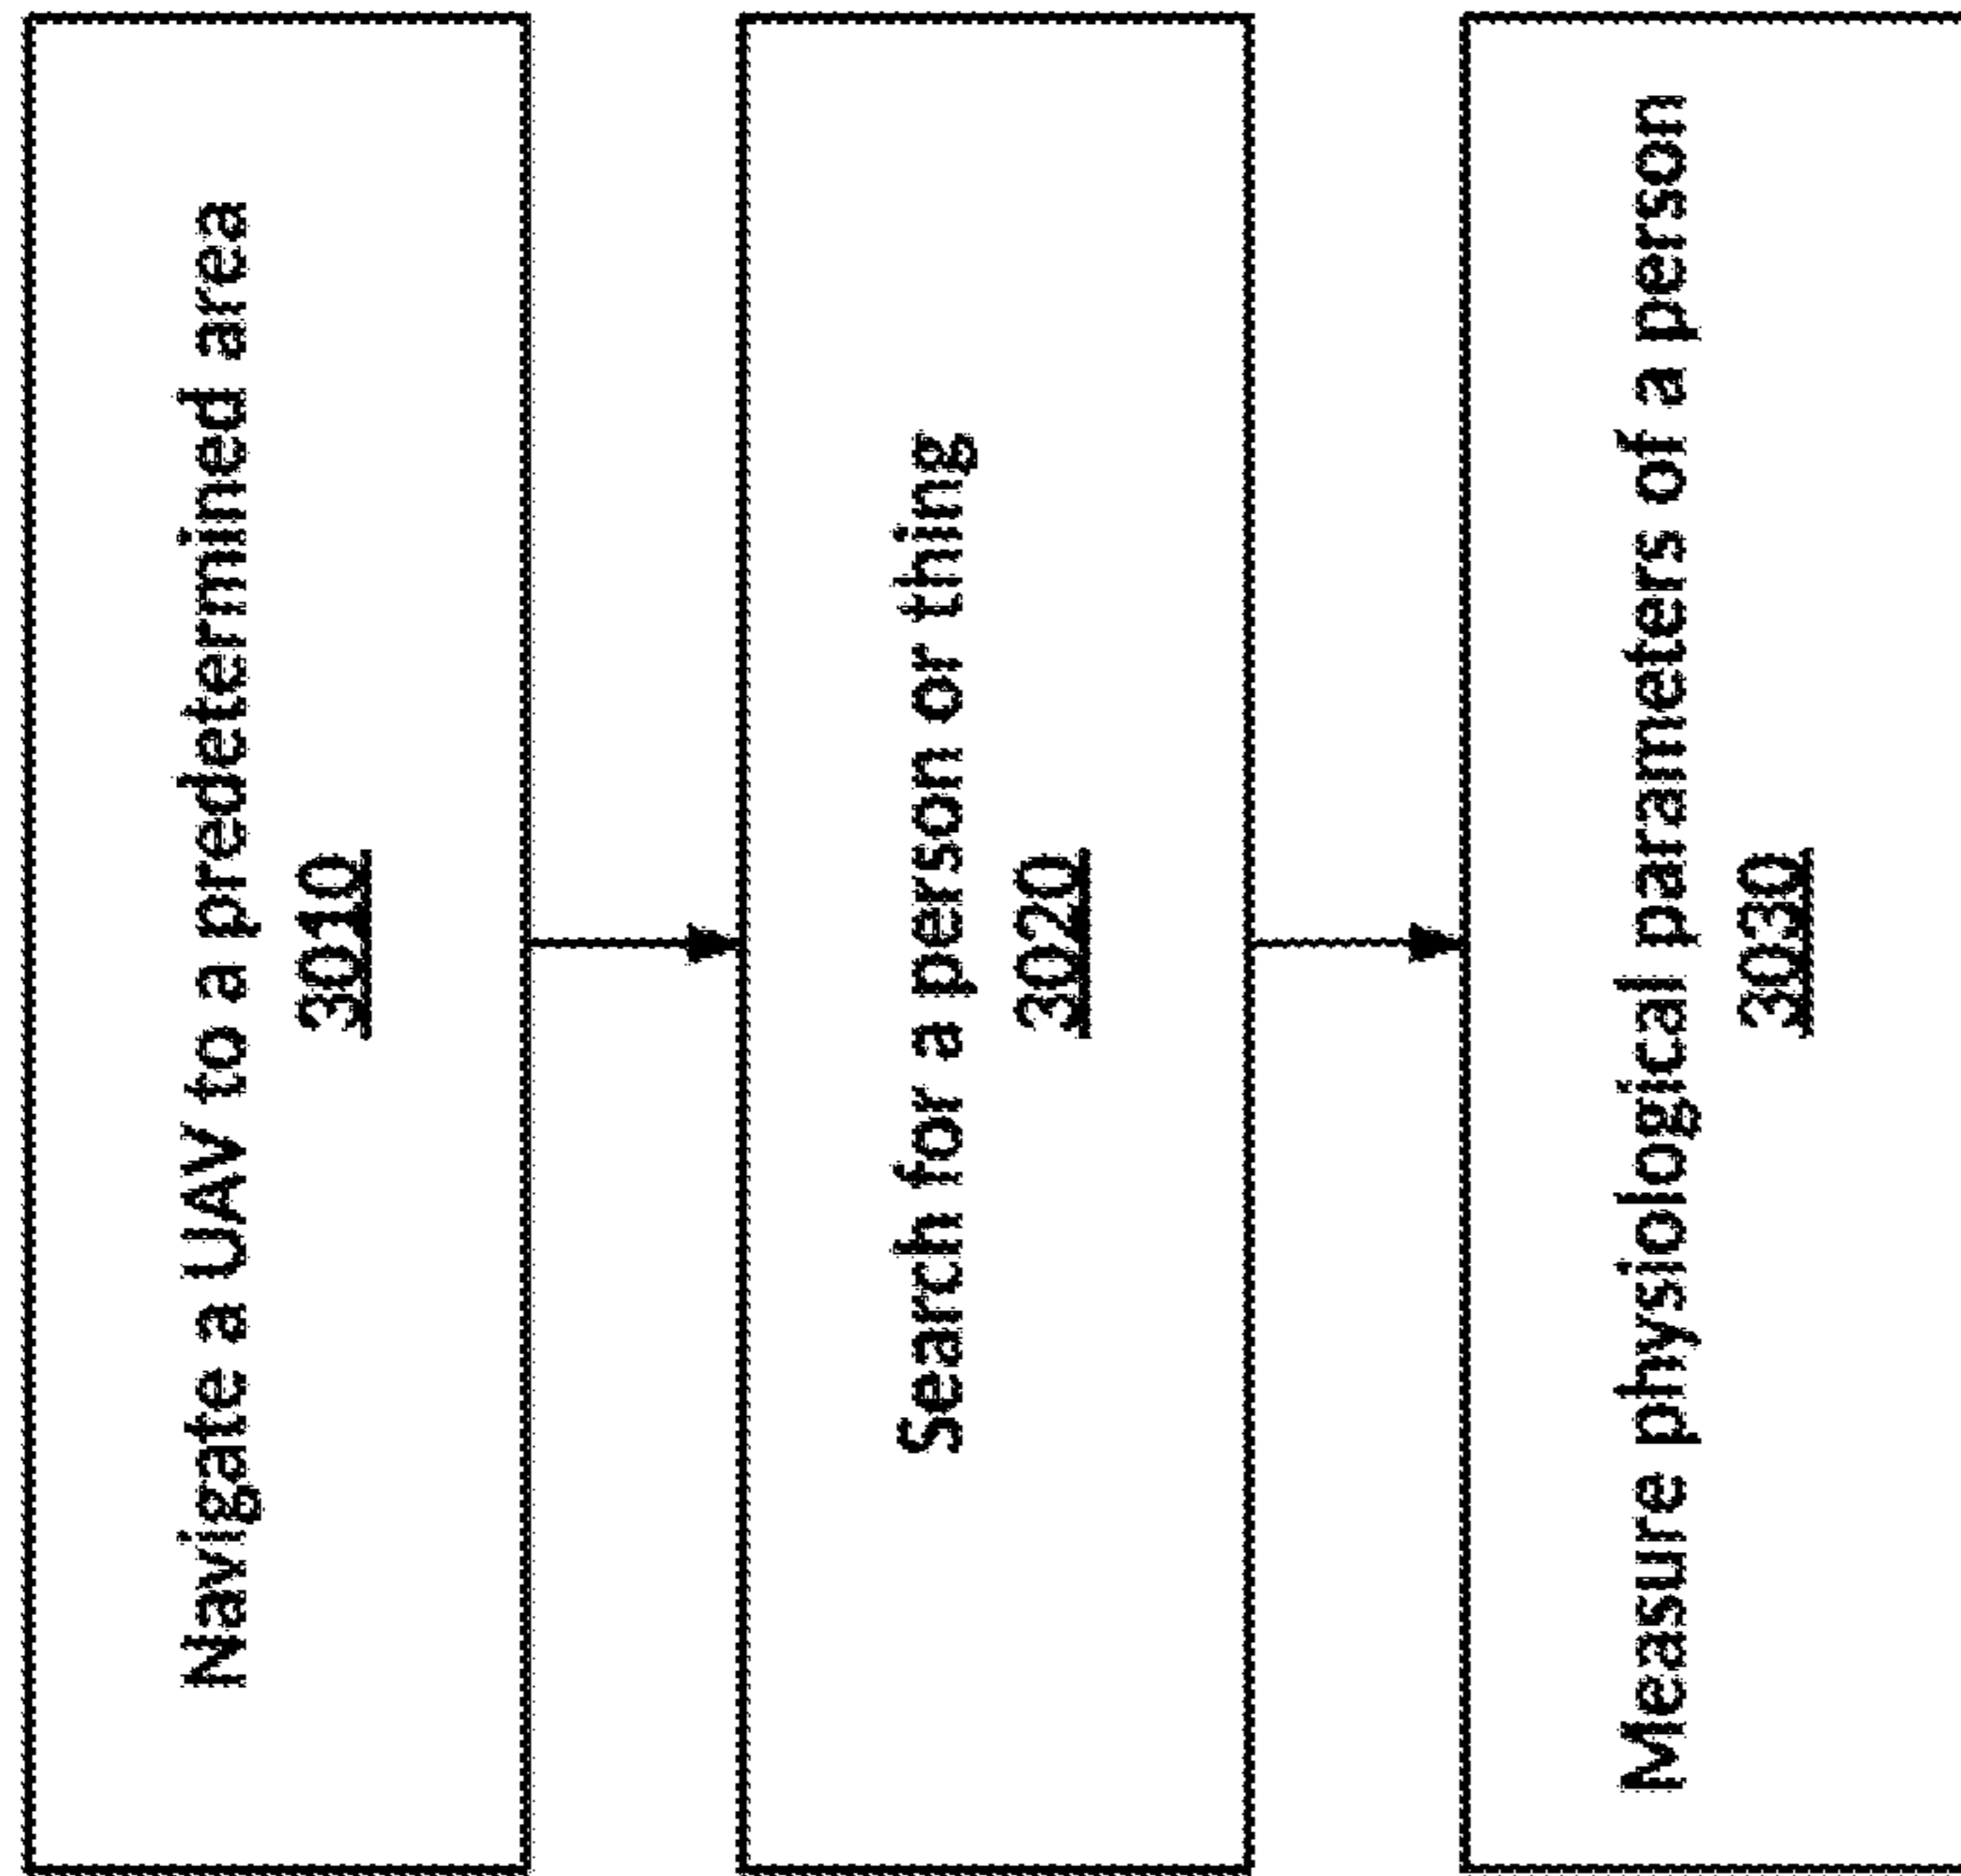 Navigate a UAV to a predetermined area
3010
Search for a person or thing
3020
Measure physiological parameters of a person
3030